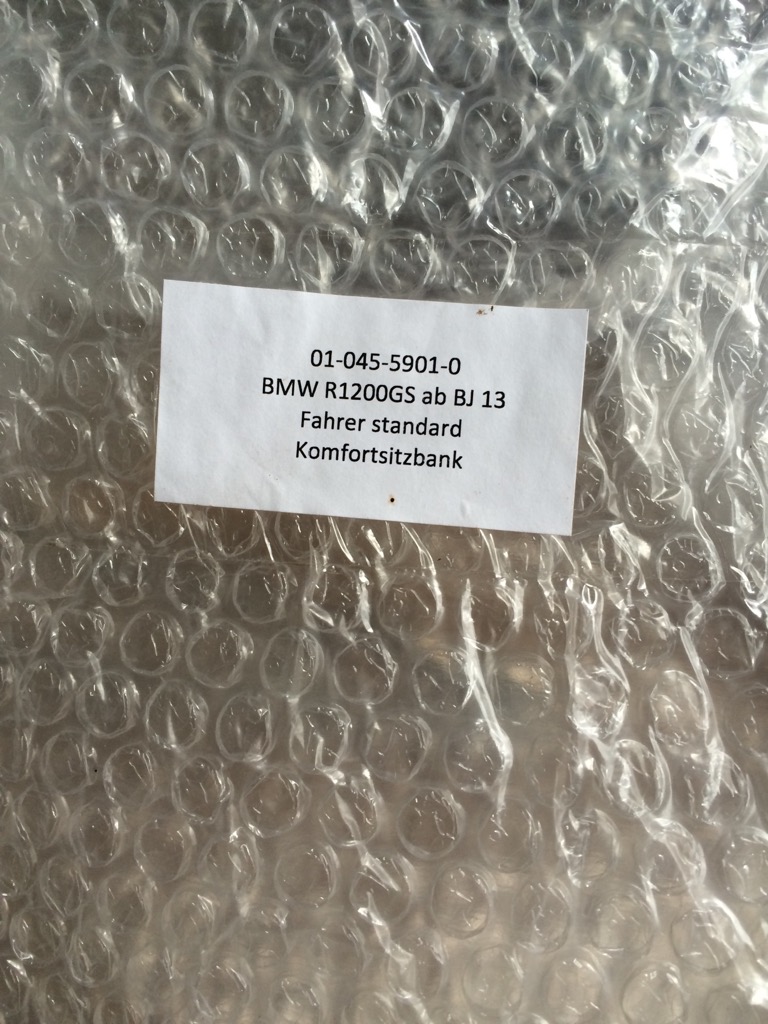 01-045-5901-0
BMW R1200GS ab BJ 13
Fahrer standard
Komfortsitzbank